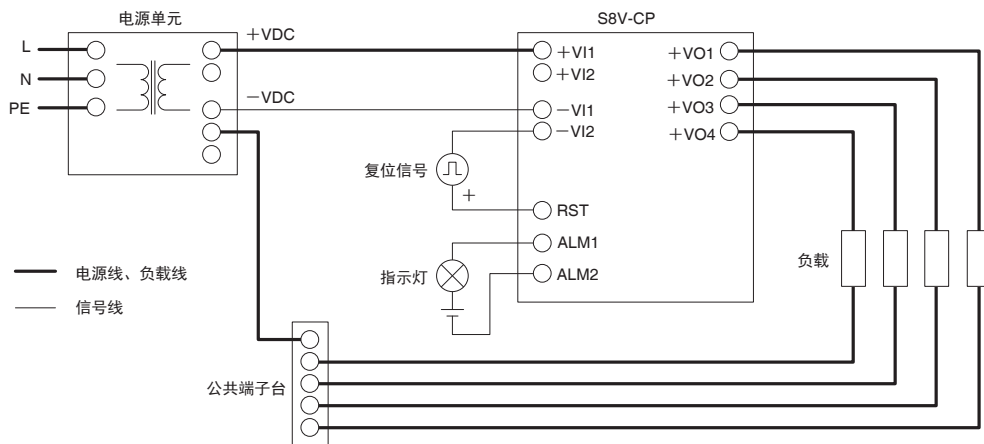 电源单元
S8V-CP
L
N
PE
+VDC
−VDC
+VI1
+VI2
−VI1
−VI2
RST
ALM1
ALM2
+VO1
+VO2
+VO3
+VO4
复位信号
+
指示灯
负载
电源线、负载线
信号线
公共端子台